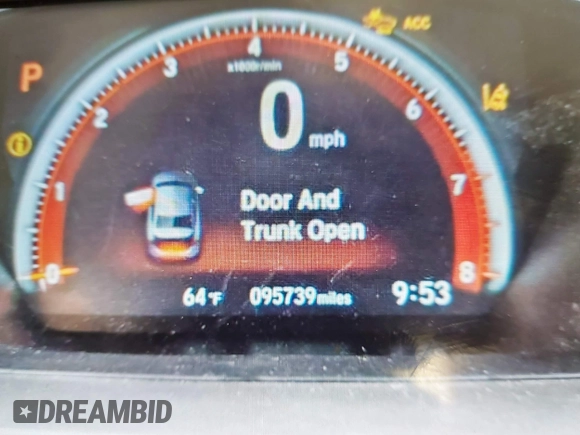 ACC
P
x1000r/min
0 1 2 3 4 5 6 7 8
0
mph
Door And
Trunk Open
64°F 095739miles 9:53
DREAMBID